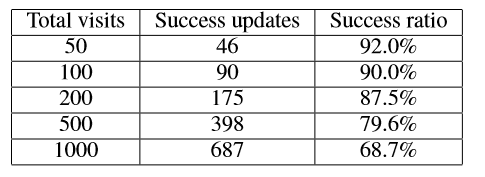 Total visits Success updates Success ratio
50 46 92.0%
100 90 90.0%
200 175 87.5%
500 398 79.6%
1000 687 68.7%